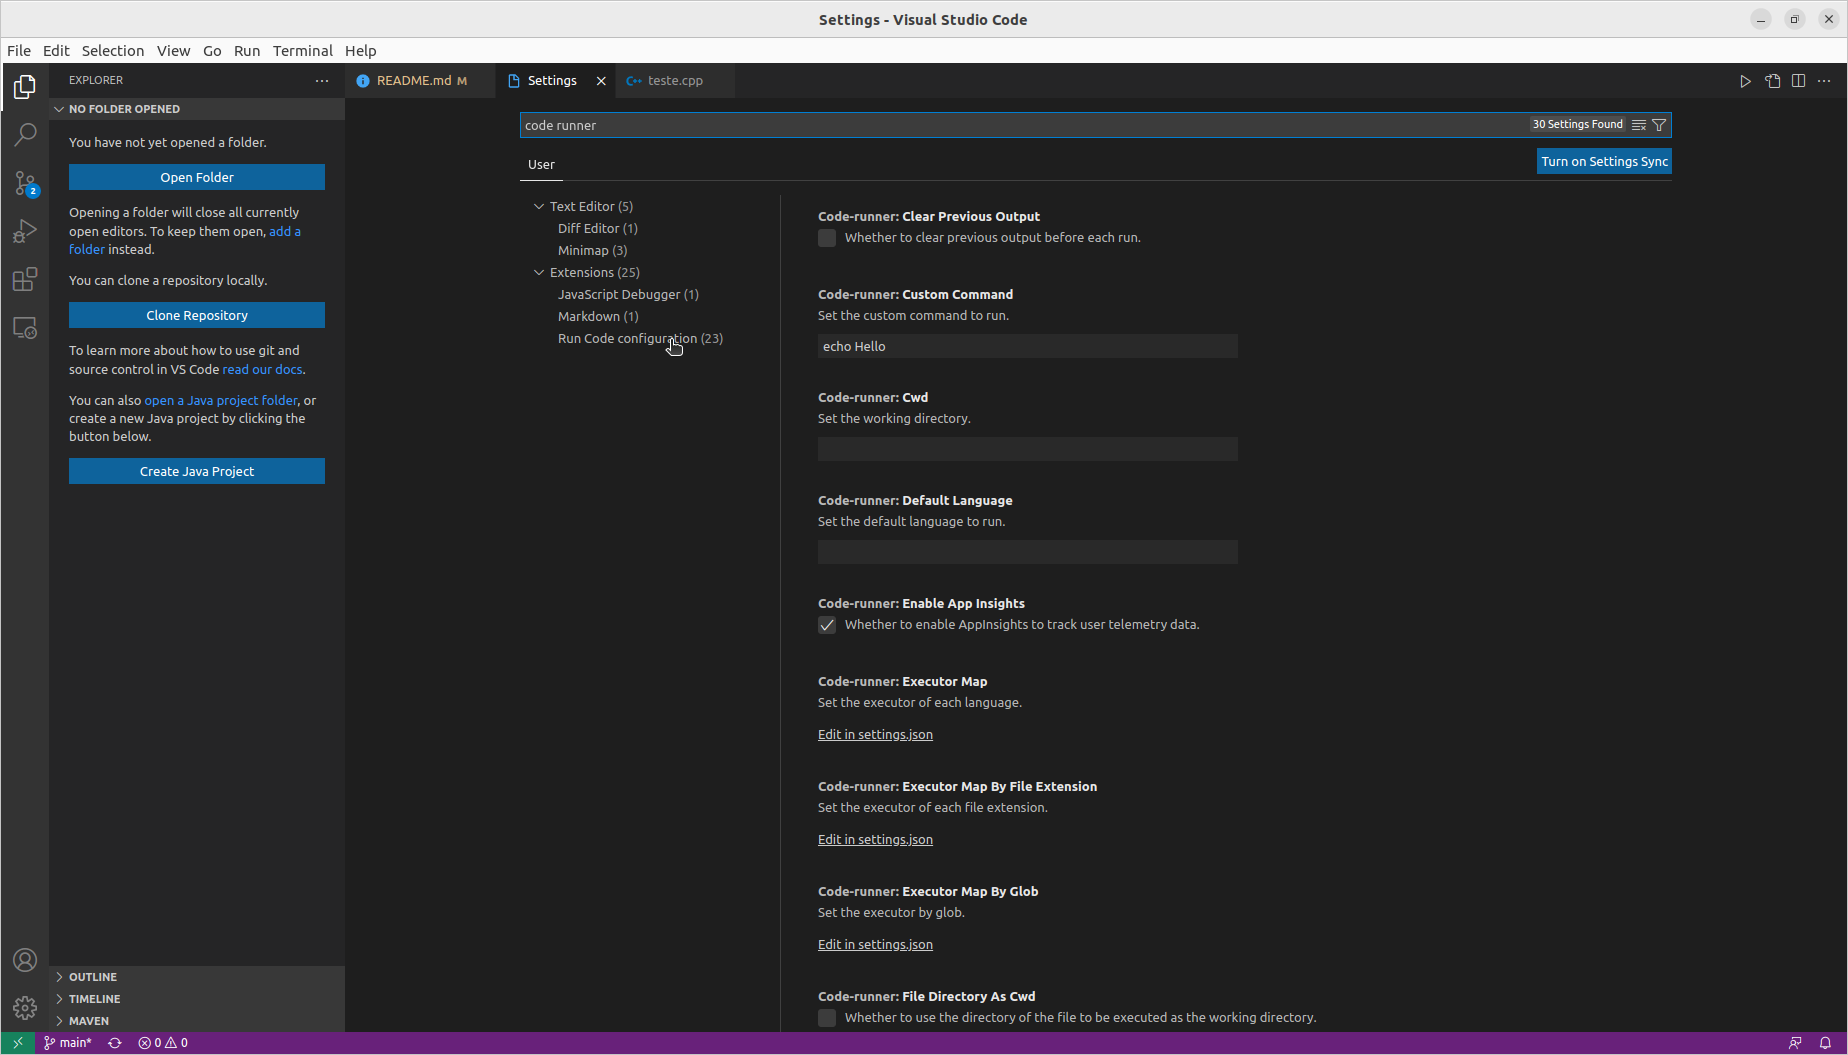 Settings - Visual Studio Code
File Edit Selection View Go Run Terminal Help
EXPLORER
README.md M
Settings
C++ teste.cpp
NO FOLDER OPENED
You have not yet opened a folder.
Open Folder
Opening a folder will close all currently
open editors. To keep them open, add a
folder instead.
You can clone a repository locally.
Clone Repository
To learn more about how to use git and
source control in VS Code read our docs.
You can also open a Java project folder, or
create a new Java project by clicking the
button below.
Create Java Project
OUTLINE
TIMELINE
MAVEN
2
code runner
30 Settings Found
User
Turn on Settings Sync
Text Editor (5)
Diff Editor (1)
Minimap (3)
Extensions (25)
JavaScript Debugger (1)
Markdown (1)
Run Code configuration (23)
Code-runner: Clear Previous Output
Whether to clear previous output before each run.
Code-runner: Custom Command
Set the custom command to run.
echo Hello
Code-runner: Cwd
Set the working directory.
Code-runner: Default Language
Set the default language to run.
Code-runner: Enable App Insights
Whether to enable AppInsights to track user telemetry data.
Code-runner: Executor Map
Set the executor of each language.
Edit in settings.json
Code-runner: Executor Map By File Extension
Set the executor of each file extension.
Edit in settings.json
Code-runner: Executor Map By Glob
Set the executor by glob.
Edit in settings.json
Code-runner: File Directory As Cwd
Whether to use the directory of the file to be executed as the working directory.
main* 0 0